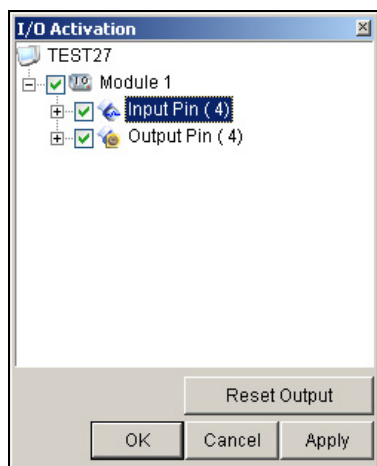 I/O Activation
TEST27
Module 1
Input Pin ( 4)
Output Pin ( 4)
Reset Output
OK Cancel Apply